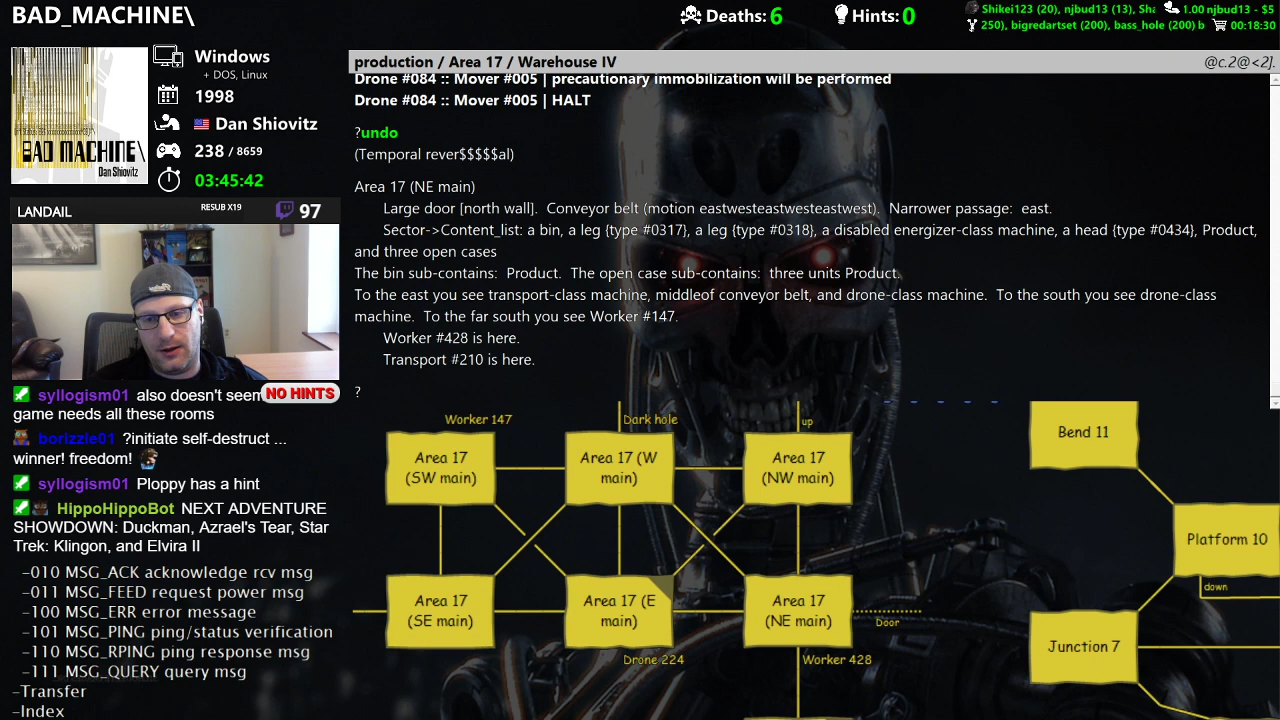 BAD_MACHINE\
Deaths: 6
Hints: 0
Shikei123 (20), njbud13 (13), Sha
1.00 njbud13 - $5
250), bigredartset (200), bass_hole (200) b
00:18:30
BAD MACHINE\
Dan Shiovitz
Windows
+ DOS, Linux
1998
Dan Shiovitz
238 / 8659
03:45:42
LANDAIL
RESUB X19
97
NO HINTS
syllogism01 also doesn't seem
game needs all these rooms
borizzle01 ?initiate self-destruct ...
winner! freedom!
syllogism01 Ploppy has a hint
HippoHippoBot NEXT ADVENTURE
SHOWDOWN: Duckman, Azrael's Tear, Star
Trek: Klingon, and Elvira II
-010 MSG_ACK acknowledge rcv msg
-011 MSG_FEED request power msg
-100 MSG_ERR error message
-101 MSG_PING ping/status verification
-110 MSG_RPING ping response msg
-111 MSG_QUERY query msg
-Transfer
-Index
production / Area 17 / Warehouse IV
@c.2@<2].
Drone #084 :: Mover #005 | precautionary immobilization will be performed
Drone #084 :: Mover #005 | HALT
?undo
(Temporal rever$$$$$al)
Area 17 (NE main)
Large door [north wall]. Conveyor belt (motion eastwesteastwesteastwest). Narrower passage: east.
Sector->Content_list: a bin, a leg {type #0317}, a leg {type #0318}, a disabled energizer-class machine, a head {type #0434}, Product,
and three open cases
The bin sub-contains: Product. The open case sub-contains: three units Product.
To the east you see transport-class machine, middleof conveyor belt, and drone-class machine. To the south you see drone-class
machine. To the far south you see Worker #147.
Worker #428 is here.
Transport #210 is here.
?
Worker 147
Dark hole
up
Area 17
(SW main)
Area 17 (W
main)
Area 17
(NW main)
Bend 11
Platform 10
down
Area 17
(SE main)
Area 17 (E
main)
Area 17
(NE main)
Door
Junction 7
Drone 224
Worker 428